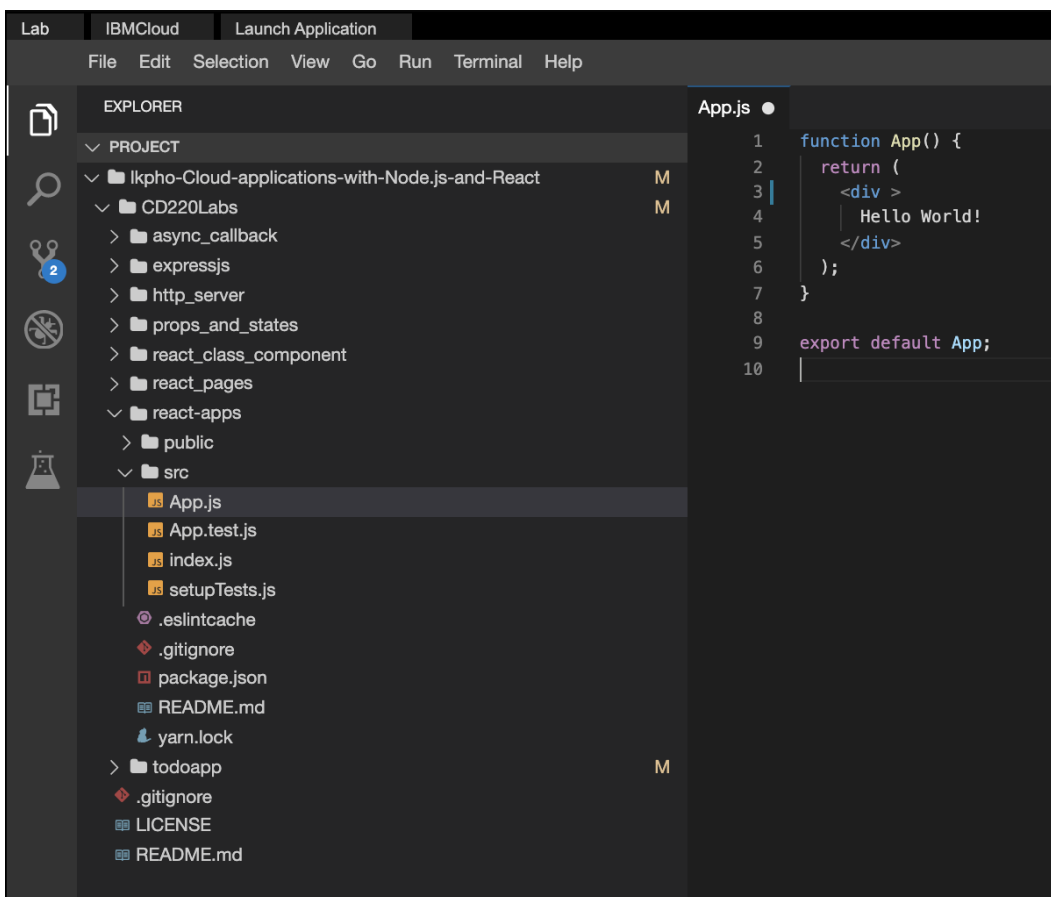 Lab IBMCloud Launch Application
File Edit Selection View Go Run Terminal Help
EXPLORER
PROJECT
lkpho-Cloud-applications-with-Node.js-and-React M
CD220Labs M
async_callback
expressjs
http_server
props_and_states
react_class_component
react_pages
react-apps
public
src
JS App.js
JS App.test.js
JS index.js
JS setupTests.js
.eslintcache
.gitignore
package.json
README.md
yarn.lock
todoapp M
.gitignore
LICENSE
README.md
2
App.js
1 function App() {
2 return (
3 <div >
4 Hello World!
5 </div>
6 );
7 }
8
9 export default App;
10